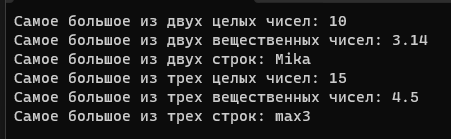 Самое большое из двух целых чисел: 10
Самое большое из двух вещественных чисел: 3.14
Самое большое из двух строк: Mika
Самое большое из трех целых чисел: 15
Самое большое из трех вещественных чисел: 4.5
Самое большое из трех строк: max3